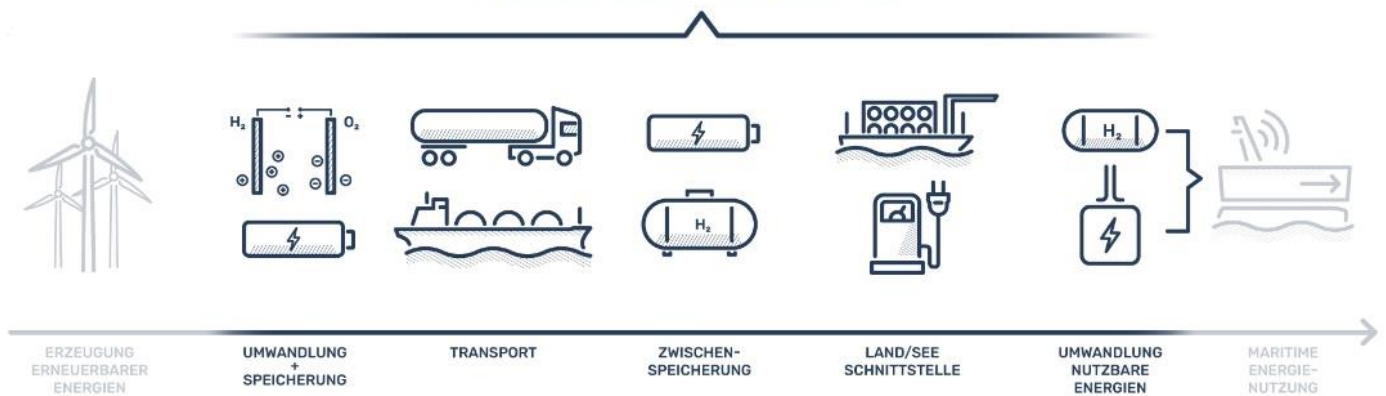 H₂
O₂
- +
H₂
H₂
ERZEUGUNG
ERNEUERBARER
ENERGIEN
UMWANDLUNG
+
SPEICHERUNG
TRANSPORT
ZWISCHEN-
SPEICHERUNG
LAND/SEE
SCHNITTSTELLE
UMWANDLUNG
NUTZBARE
ENERGIEN
MARITIME
ENERGIE-
NUTZUNG